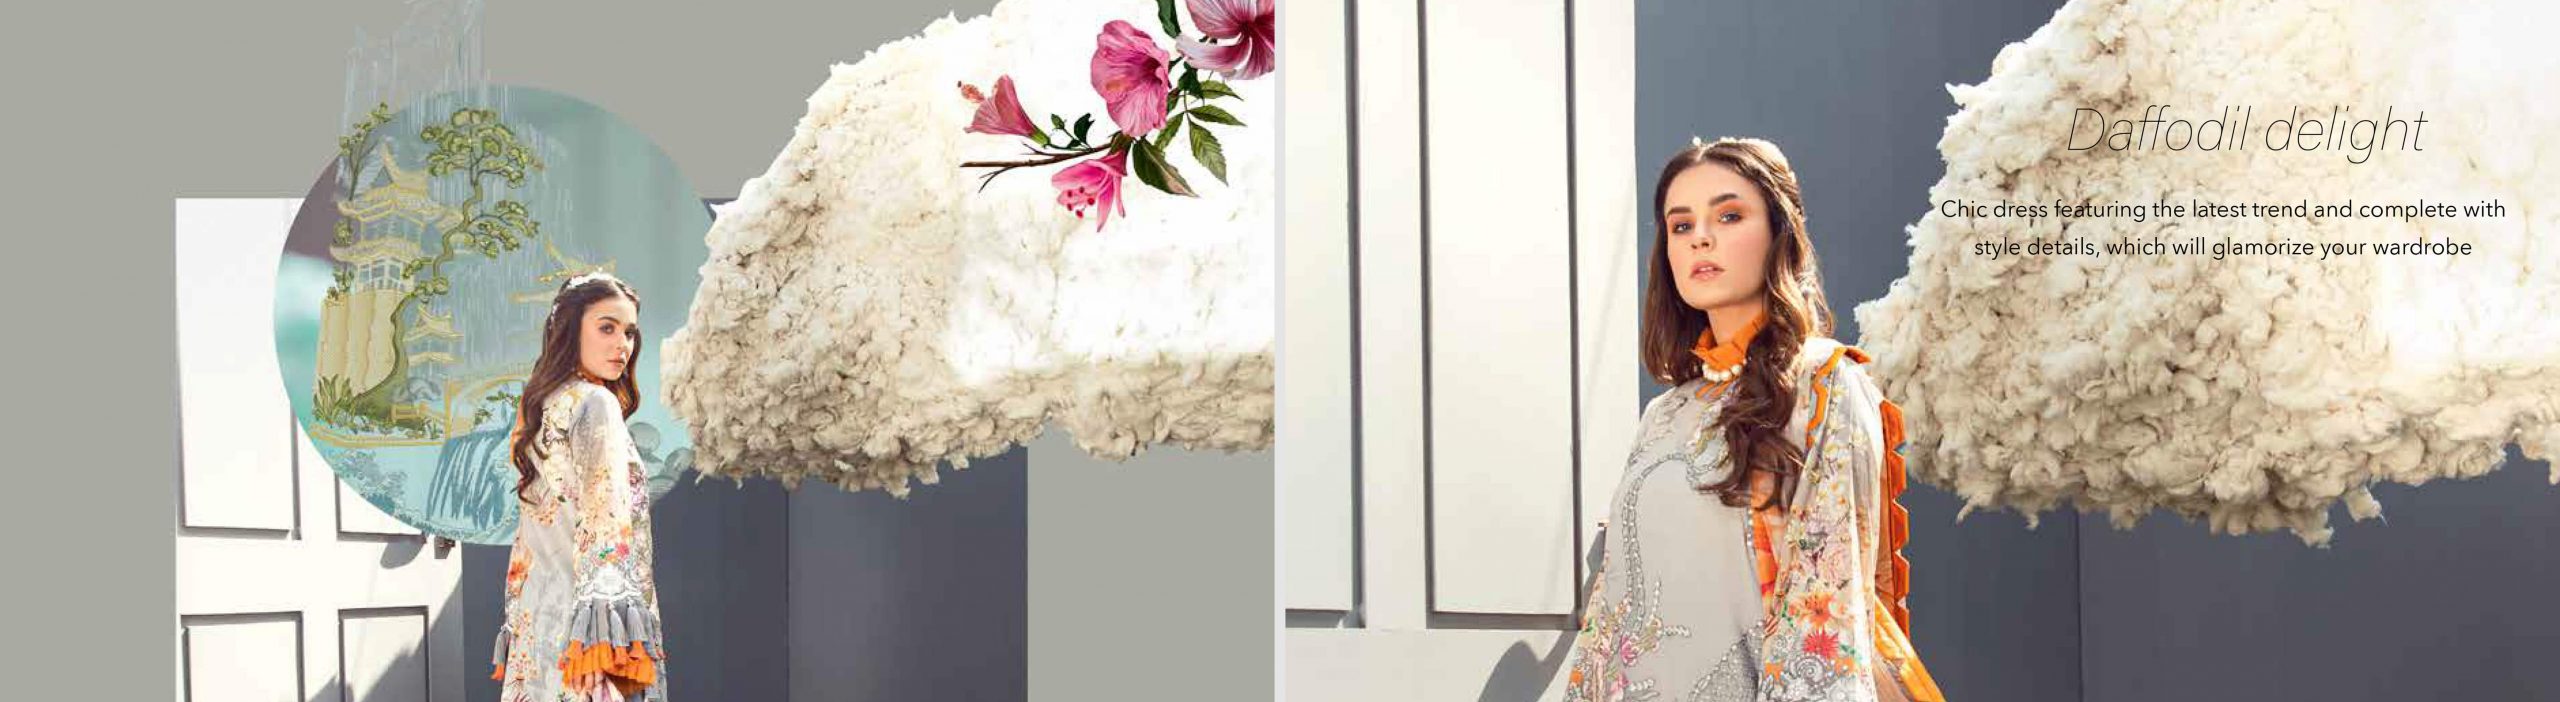 Daffodil delight
Chic dress featuring the latest trend and complete with
style details, which will glamorize your wardrobe